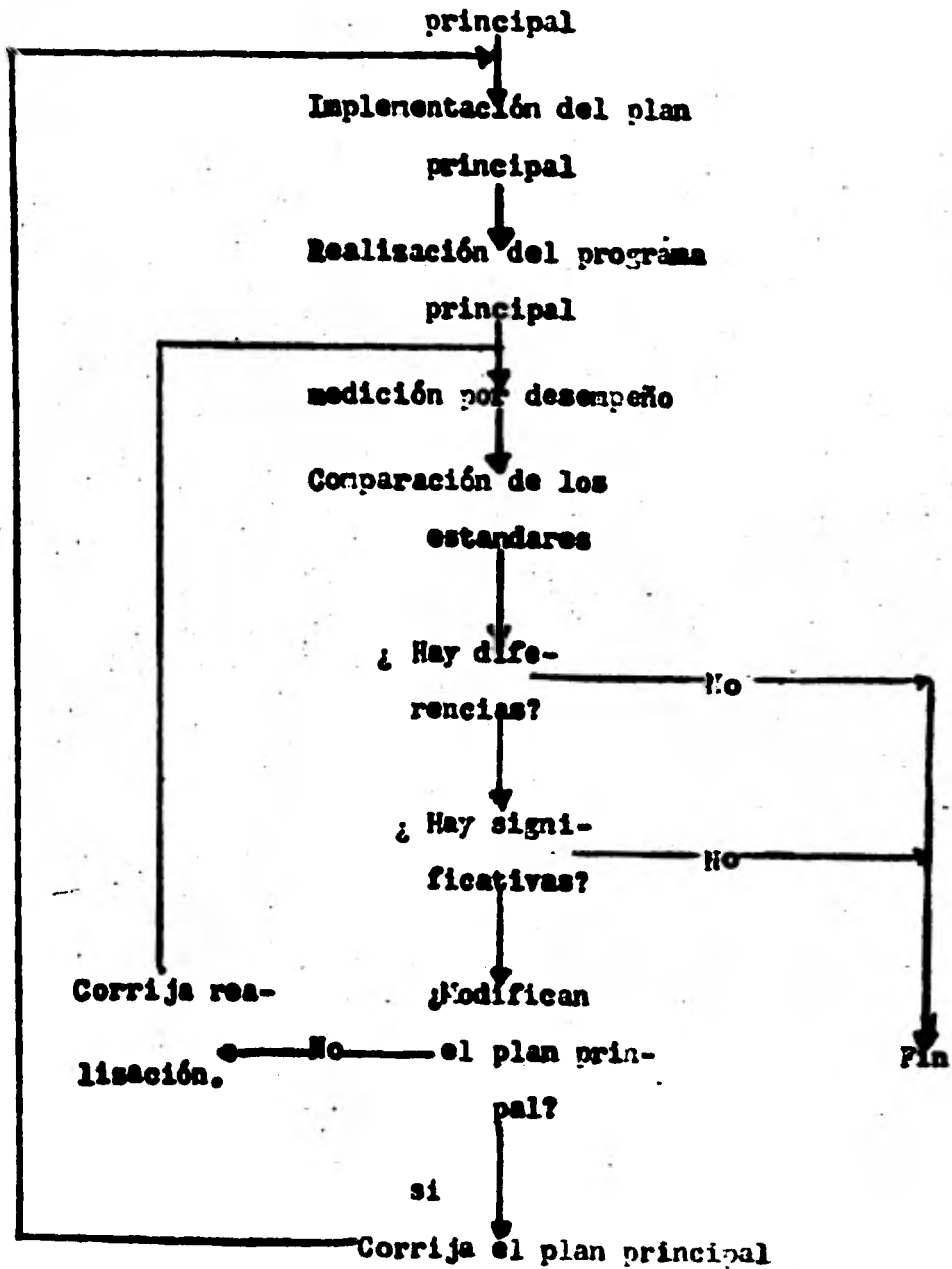 principal
Implementación del plan
principal
Realización del programa
principal
medición por desempeño
Comparación de los
estandares
¿ Hay dife-
No
rencias?
¿ Hay signi-
No
ficativas?
Corrija rea-
¿Modifican
No
el plan prin-
Fin
lización.
pal?
si
Corrija el plan principal